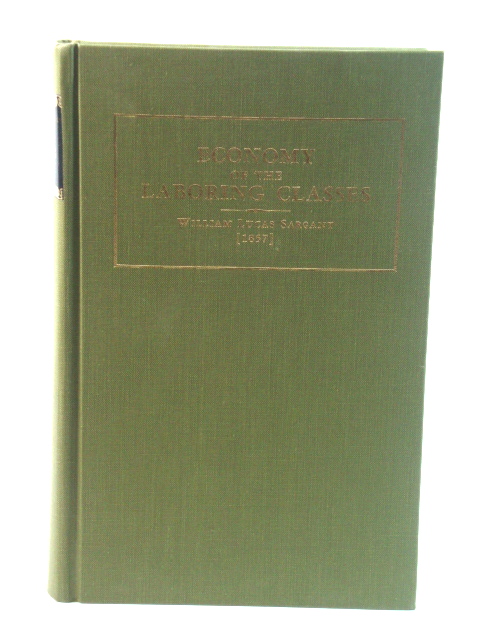 ECONOMY
OF THE
LABORING CLASSES
WILLIAM LUCAS SARGANT
[1857]